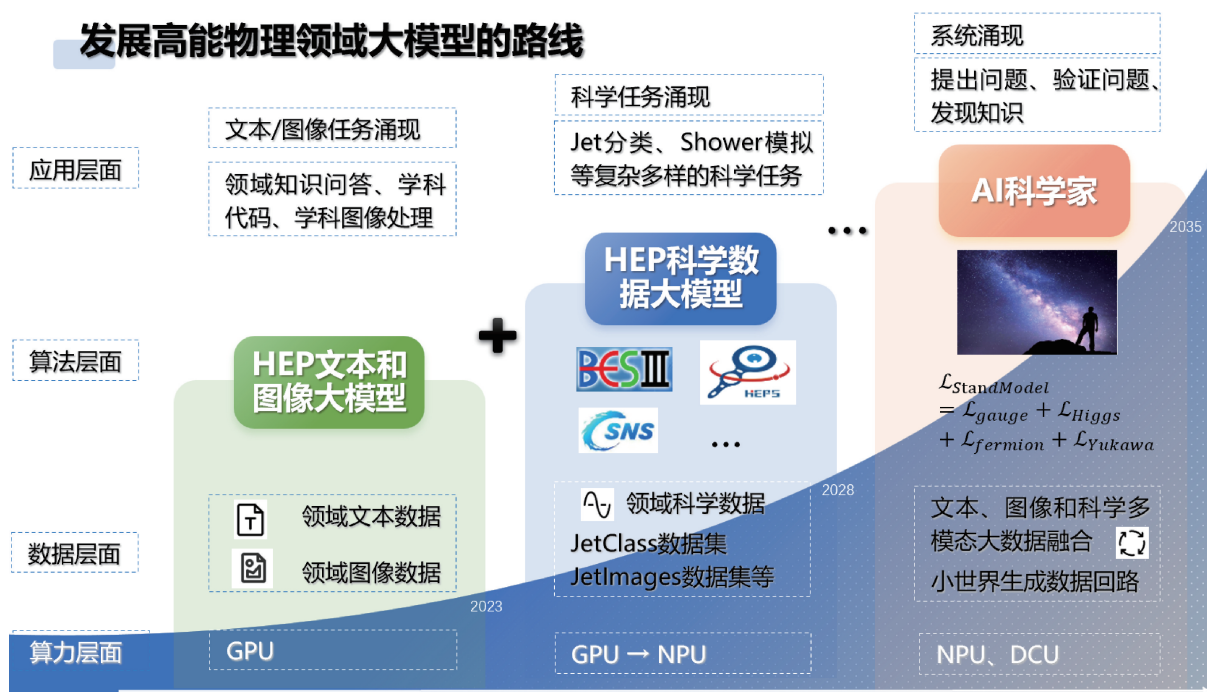 发展高能物理领域大模型的路线
系统涌现
提出问题、验证问题、
发现知识
科学任务涌现
Jet分类、Shower模拟
等复杂多样的科学任务
文本/图像任务涌现
领域知识问答、学科
代码、学科图像处理
应用层面
AI科学家
2035
...
HEP科学数
据大模型
+
HEP文本和
图像大模型
算法层面
BESIII
HEPS
CSNS
...
ℒStandModel
= ℒgauge + ℒHiggs
+ ℒfermion + ℒYukawa
2028
数据层面
T
领域文本数据
领域图像数据
领域科学数据
JetClass数据集
JetImages数据集等
文本、图像和科学多
模态大数据融合
小世界生成数据回路
2023
算力层面
GPU
GPU → NPU
NPU、DCU